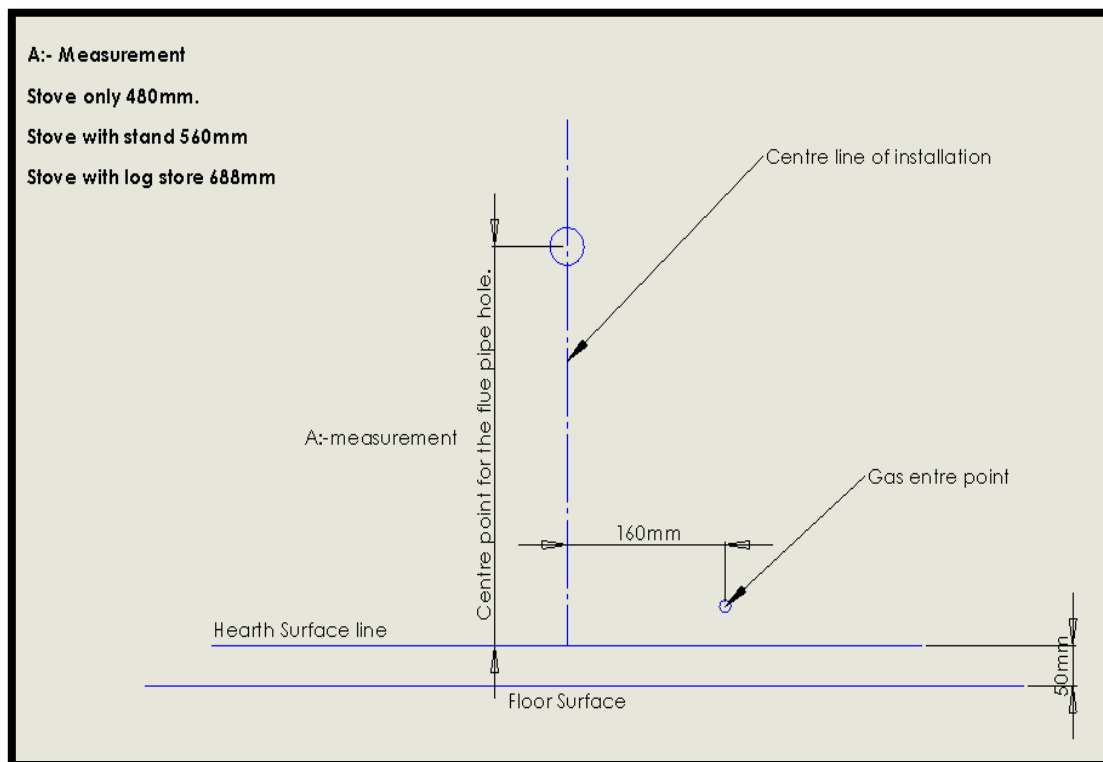 A:- Measurement
Stove only 480mm.
Stove with stand 560mm
Stove with log store 688mm
Centre line of installation
Centre point for the flue pipe hole.
A:-measurement
Gas entre point
160mm
Hearth Surface line
50mm
Floor Surface